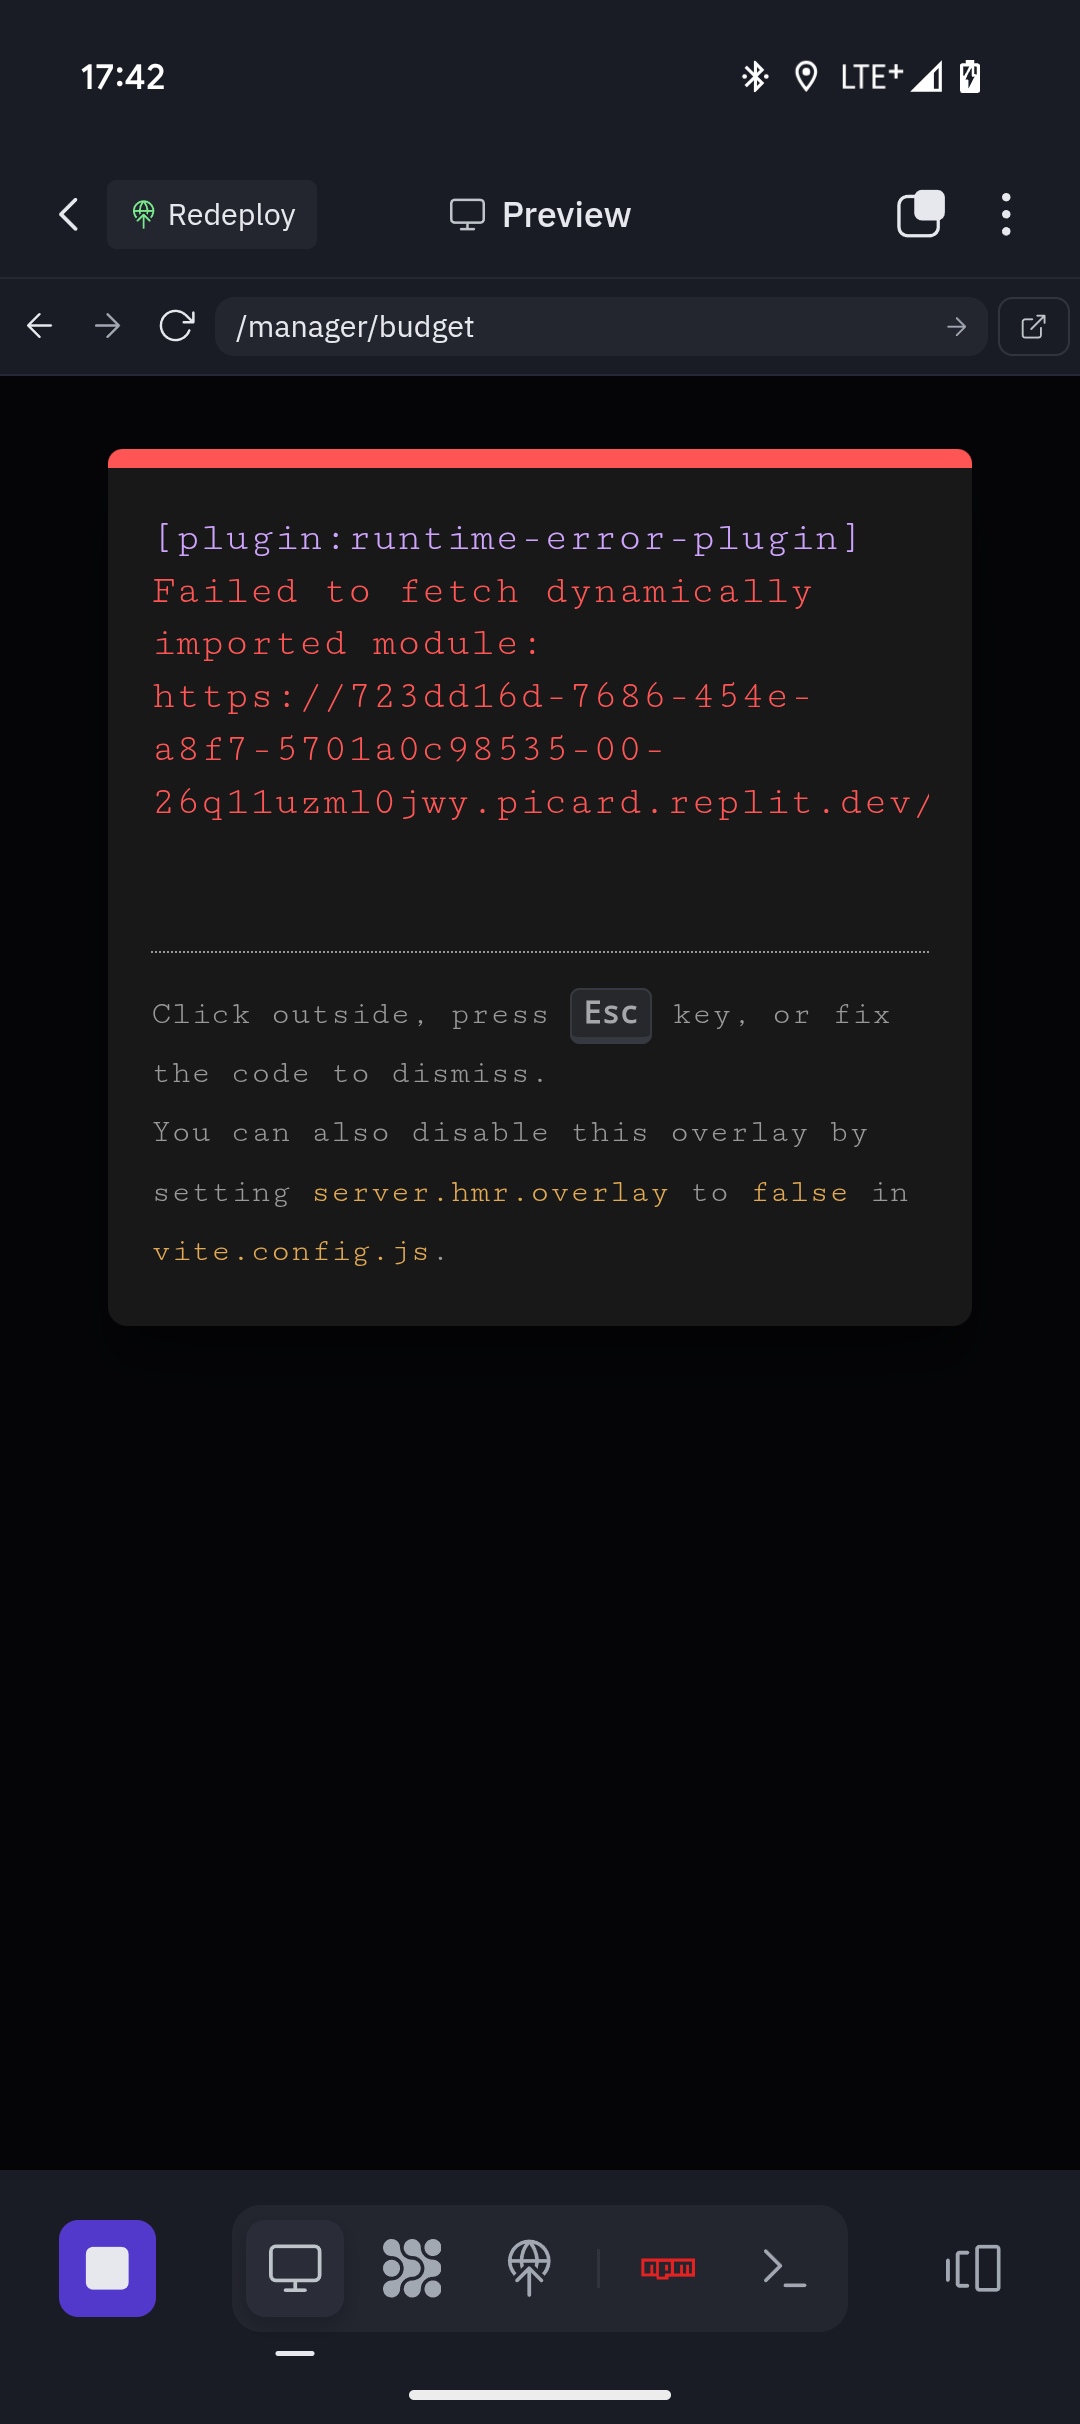 17:42
LTE+
Redeploy
Preview
/manager/budget
[plugin:runtime-error-plugin]
Failed to fetch dynamically
imported module:
https://723dd16d-7686-454e-
a8f7-5701a0c98535-00-
26q11uzml0jwy.picard.replit.dev/
Click outside, press Esc key, or fix
the code to dismiss.
You can also disable this overlay by
setting server.hmr.overlay to false in
vite.config.js.
npm